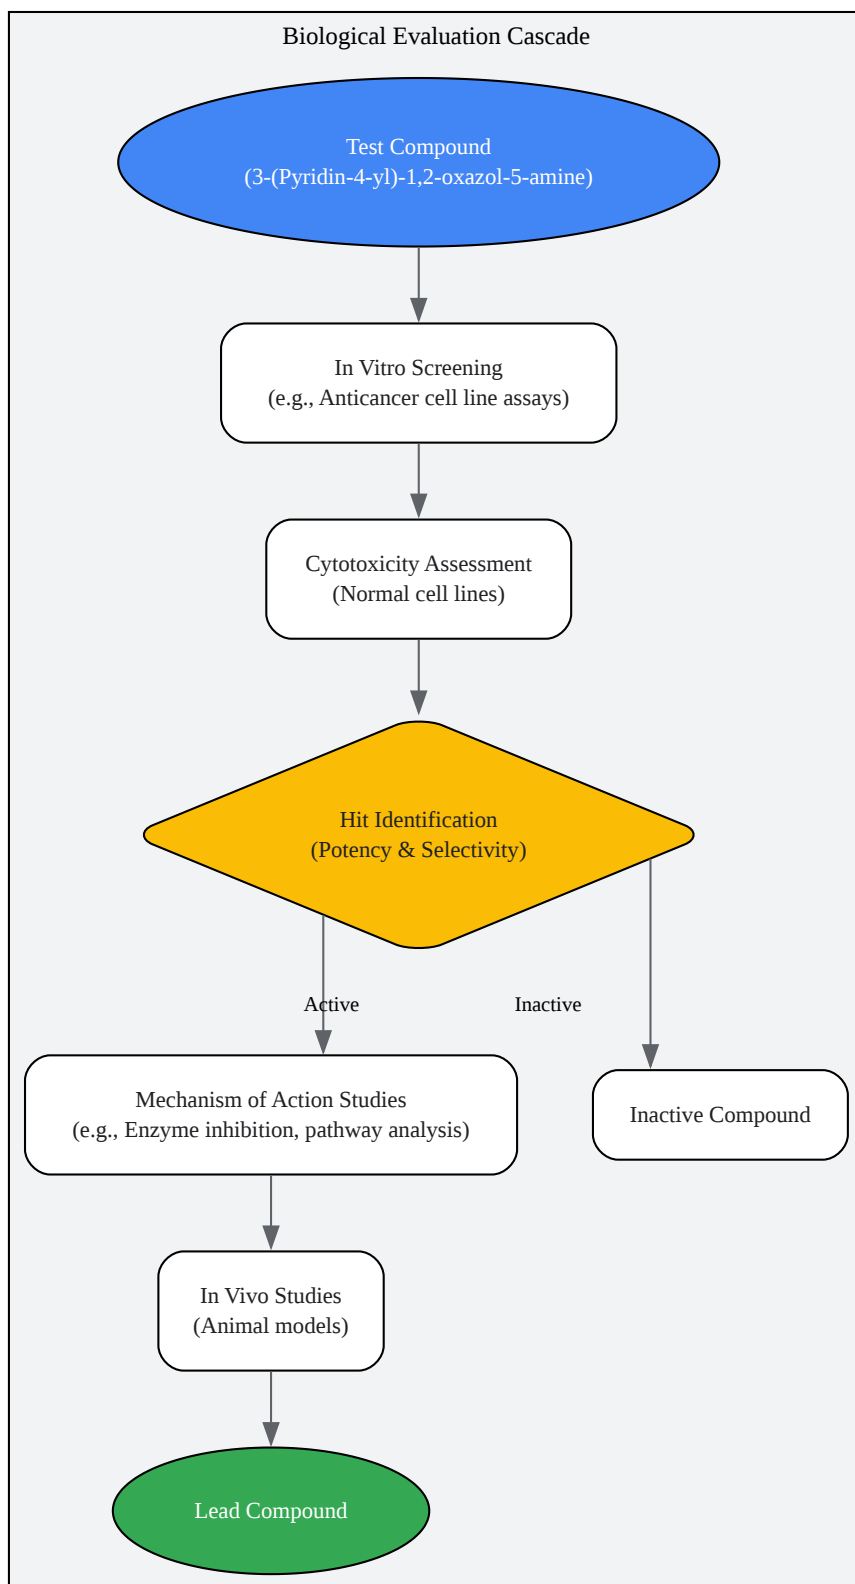 Biological Evaluation Cascade
Test Compound
(3-(Pyridin-4-yl)-1,2-oxazol-5-amine)
In Vitro Screening
(e.g., Anticancer cell line assays)
Cytotoxicity Assessment
(Normal cell lines)
Hit Identification
(Potency & Selectivity)
Active
Inactive
Mechanism of Action Studies
(e.g., Enzyme inhibition, pathway analysis)
Inactive Compound
In Vivo Studies
(Animal models)
Lead Compound